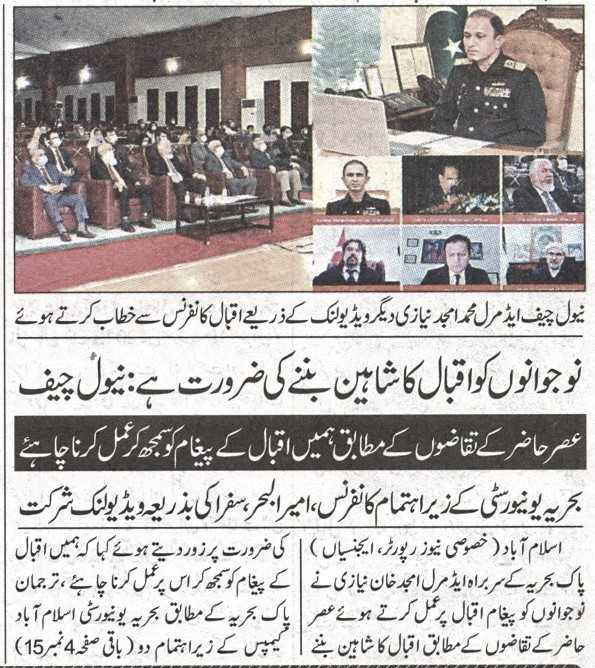 نیول چیف ایڈمرل محمد امجد نیازی دیگر ویڈیو لنک کے ذریعے اقبال کانفرنس سے خطاب کرتے ہوئے
نوجوانوں کو اقبال کا شاہین بننے کی ضرورت ہے: نیول چیف
عصر حاضر کے تقاضوں کے مطابق ہمیں اقبال کے پیغام کو سمجھ کر عمل کرنا چاہئے
بحریہ یونیورسٹی کے زیر اہتمام کانفرنس، امیر البحر، سفرا کی بذریعہ ویڈیو لنک شرکت
اسلام آباد (خصوصی نیوز رپورٹر، ایجنسیاں)
پاک بحریہ کے سربراہ ایڈمرل امجد خان نیازی نے
نوجوانوں کو پیغام اقبال پر عمل کرتے ہوئے عصر
حاضر کے تقاضوں کے مطابق اقبال کا شاہین بننے
کی ضرورت پر زور دیتے ہوئے کہا کہ ہمیں اقبال
کے پیغام کو سمجھ کر اس پر عمل کرنا چاہئے، ترجمان
پاک بحریہ کے مطابق بحریہ یونیورسٹی اسلام آباد
کیمپس کے زیر اہتمام دو (باقی صفحہ 4 نمبر 15)